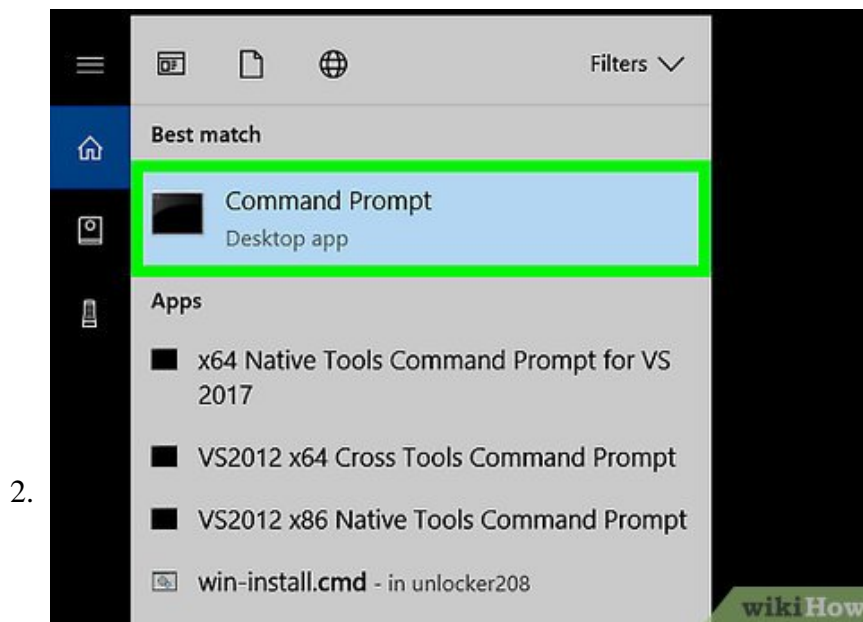 Filters
Best match
Command Prompt
Desktop app
Apps
x64 Native Tools Command Prompt for VS
2017
VS2012 x64 Cross Tools Command Prompt
2.
VS2012 x86 Native Tools Command Prompt
win-install.cmd - in unlocker208
wikiHow